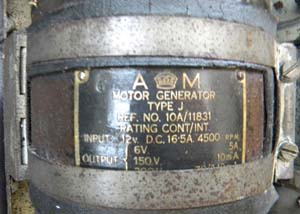 A M
MOTOR GENERATOR
TYPE J
REF. NO. 10A/11831
RATING CONT/INT.
INPUT: 12v. D.C. 16·5A. 4500 R.P.M.
6V. 5A.
OUTPUT 150.V. 10mA